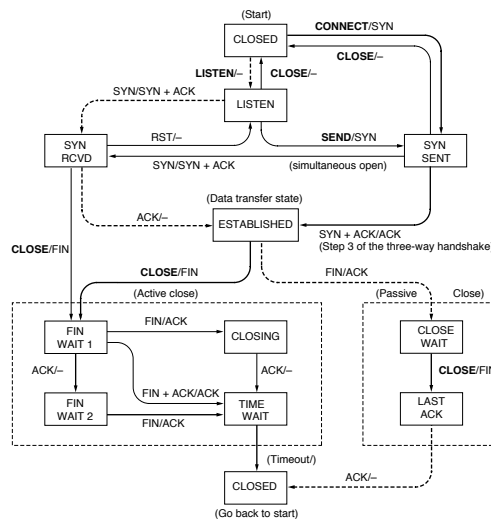 (Start)
CONNECT/SYN
CLOSED
CLOSE/–
LISTEN/–
CLOSE/–
SYN/SYN + ACK
LISTEN
RST/–
SEND/SYN
SYN
RCVD
SYN
SENT
SYN/SYN + ACK
(simultaneous open)
(Data transfer state)
ACK/–
ESTABLISHED
SYN + ACK/ACK
(Step 3 of the three-way handshake)
CLOSE/FIN
CLOSE/FIN
FIN/ACK
(Active close)
(Passive
Close)
FIN
WAIT 1
FIN/ACK
CLOSING
CLOSE
WAIT
ACK/–
ACK/–
CLOSE/FIN
FIN + ACK/ACK
FIN
WAIT 2
FIN/ACK
TIME
WAIT
LAST
ACK
(Timeout/)
ACK/–
CLOSED
(Go back to start)